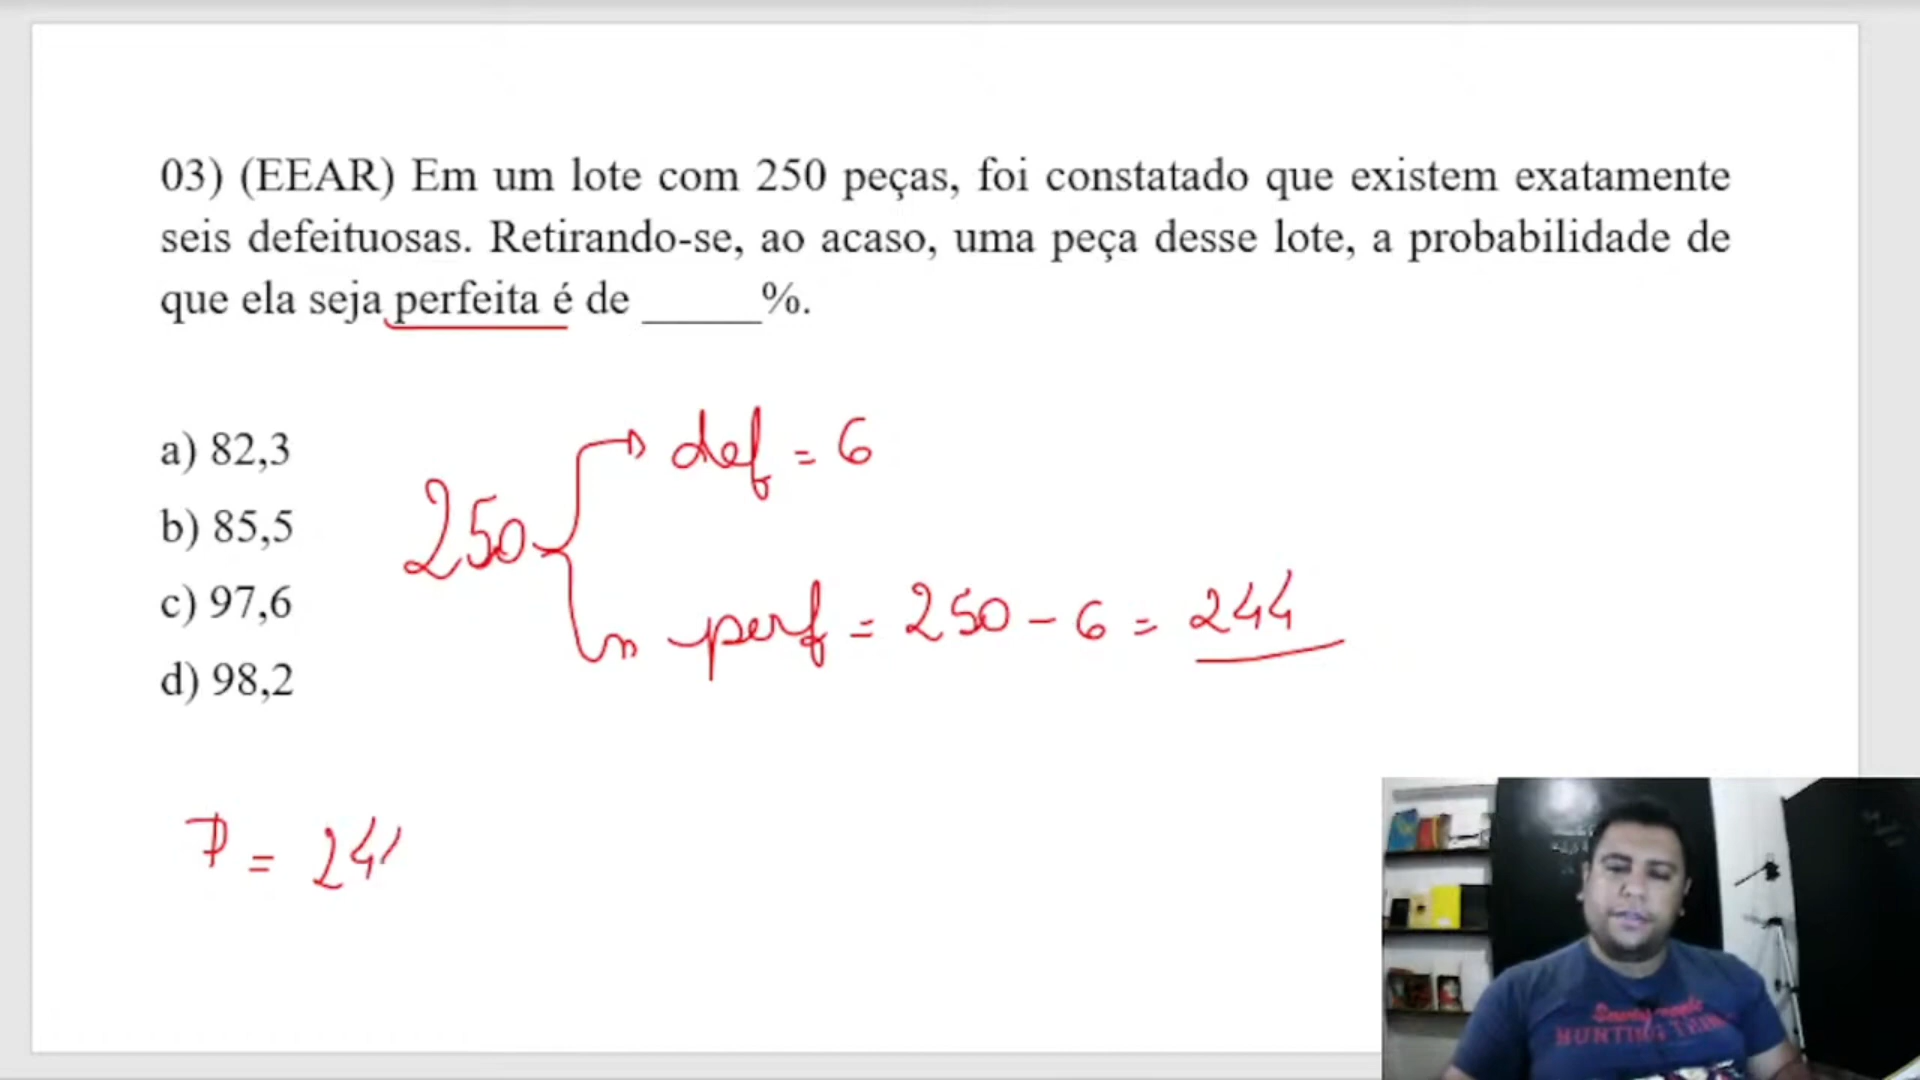 03) (EEAR) Em um lote com 250 peças, foi constatado que existem exatamente
seis defeituosas. Retirando-se, ao acaso, uma peça desse lote, a probabilidade de
que ela seja perfeita é de _____%.
a) 82,3
b) 85,5
c) 97,6
d) 98,2
250
def = 6
perf = 250 - 6 = 244
P = 24
HUNTING